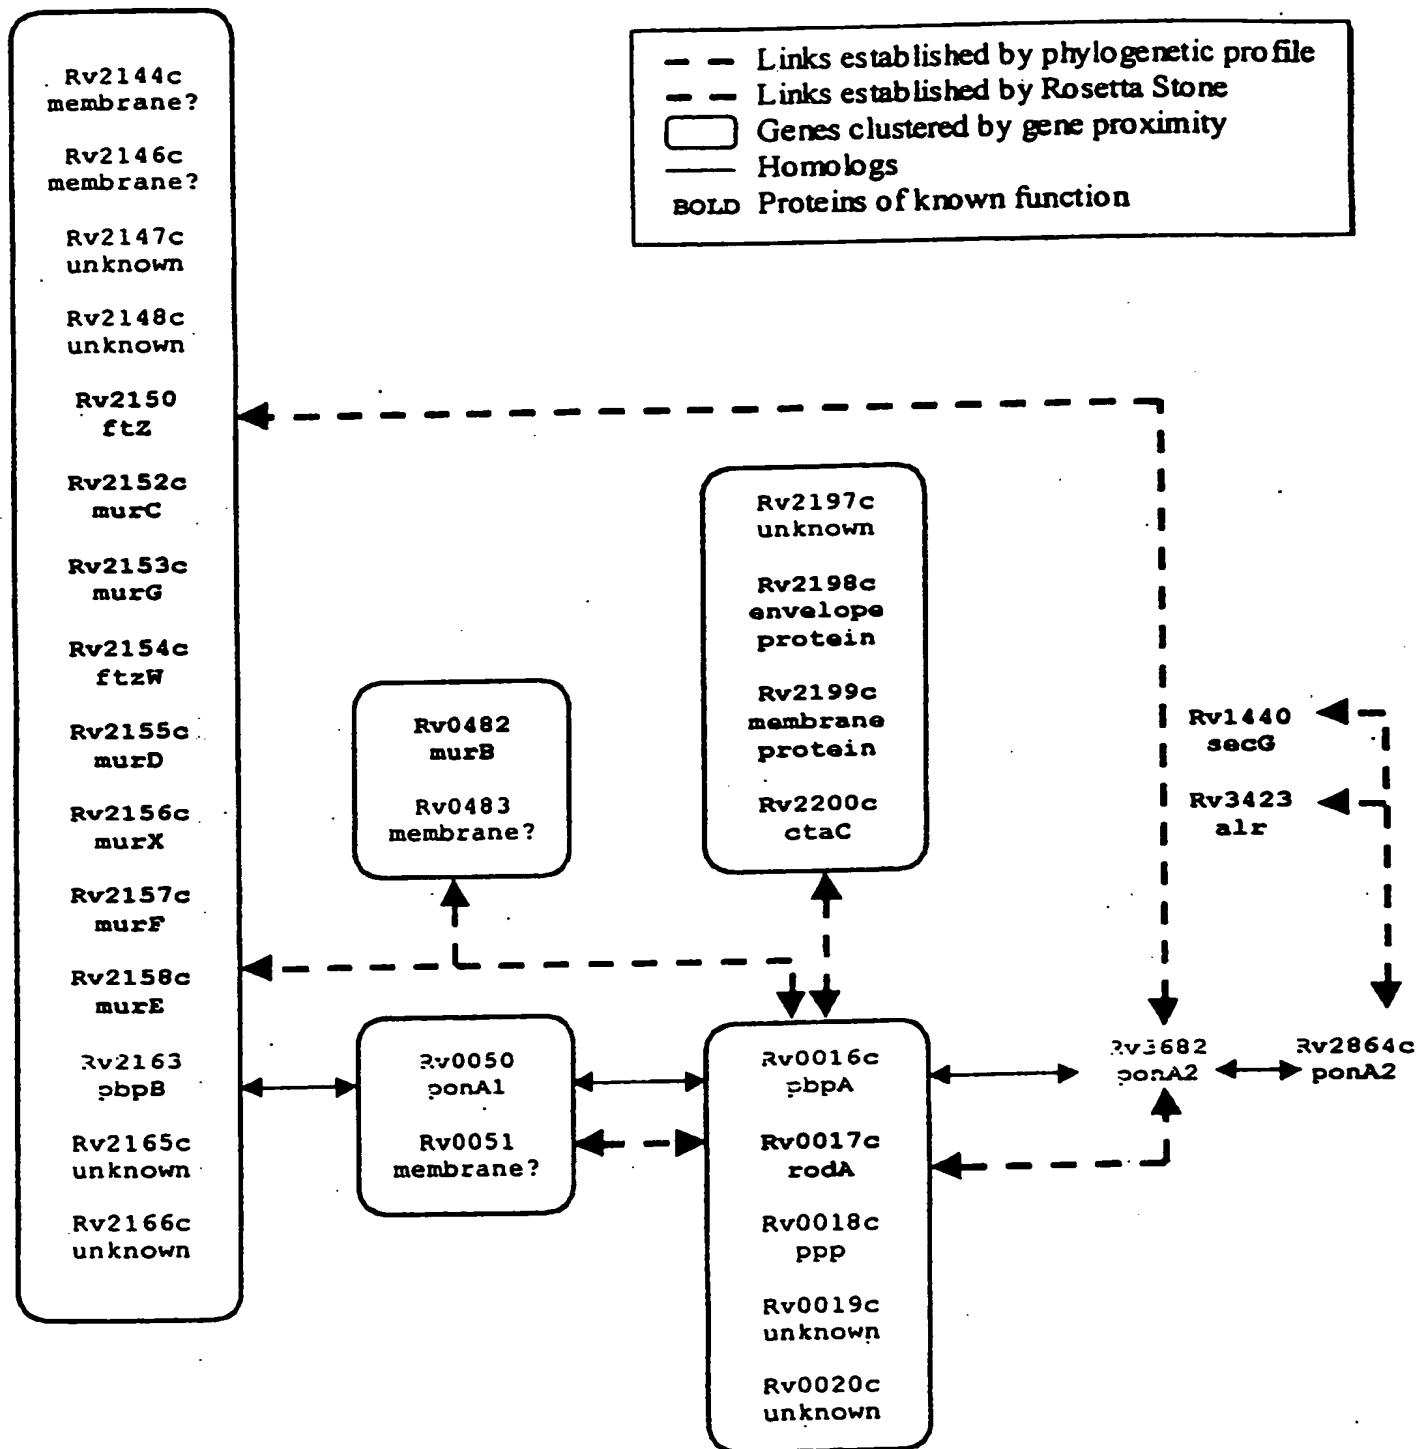 Links established by phylogenetic profile
Links established by Rosetta Stone
Genes clustered by gene proximity
Homologs
BOLD Proteins of known function
Rv2144c
membrane?
Rv2146c
membrane?
Rv2147c
unknown
Rv2148c
unknown
Rv2150
ftZ
Rv2152c
murC
Rv2153c
murG
Rv2154c
ftzW
Rv2155c
murD
Rv2156c
murX
Rv2157c
murF
Rv2158c
murE
Rv2163
pbpB
Rv2165c
unknown
Rv2166c
unknown
Rv0482
murB
Rv0483
membrane?
Rv0050
ponA1
Rv0051
membrane?
Rv2197c
unknown
Rv2198c
envelope
protein
Rv2199c
membrane
protein
Rv2200c
ctaC
Rv0016c
pbpA
Rv0017c
rodA
Rv0018c
ppp
Rv0019c
unknown
Rv0020c
unknown
Rv1440
secG
Rv3423
alr
Rv3682
ponA2
Rv2864c
ponA2